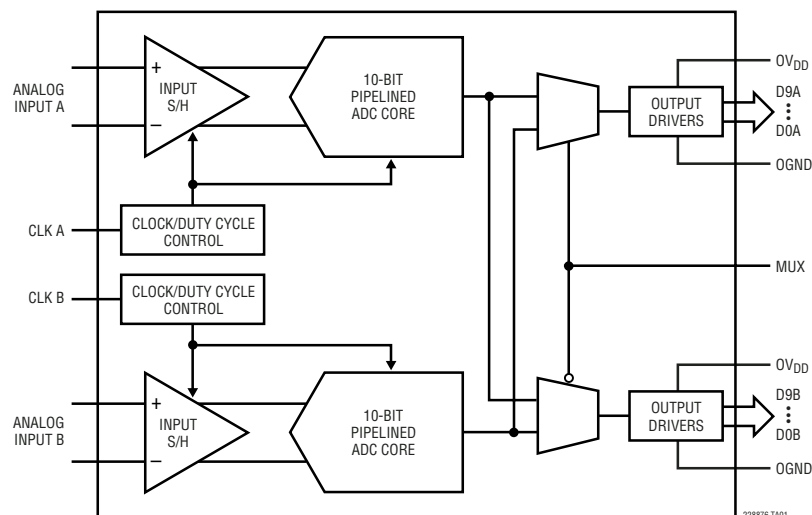 ANALOG
INPUT A
+
−
INPUT
S/H
10-BIT
PIPELINED
ADC CORE
OUTPUT
DRIVERS
OVDD
D9A
D0A
OGND
CLK A
CLOCK/DUTY CYCLE
CONTROL
MUX
CLK B
CLOCK/DUTY CYCLE
CONTROL
ANALOG
INPUT B
+
−
INPUT
S/H
10-BIT
PIPELINED
ADC CORE
OUTPUT
DRIVERS
OVDD
D9B
D0B
OGND